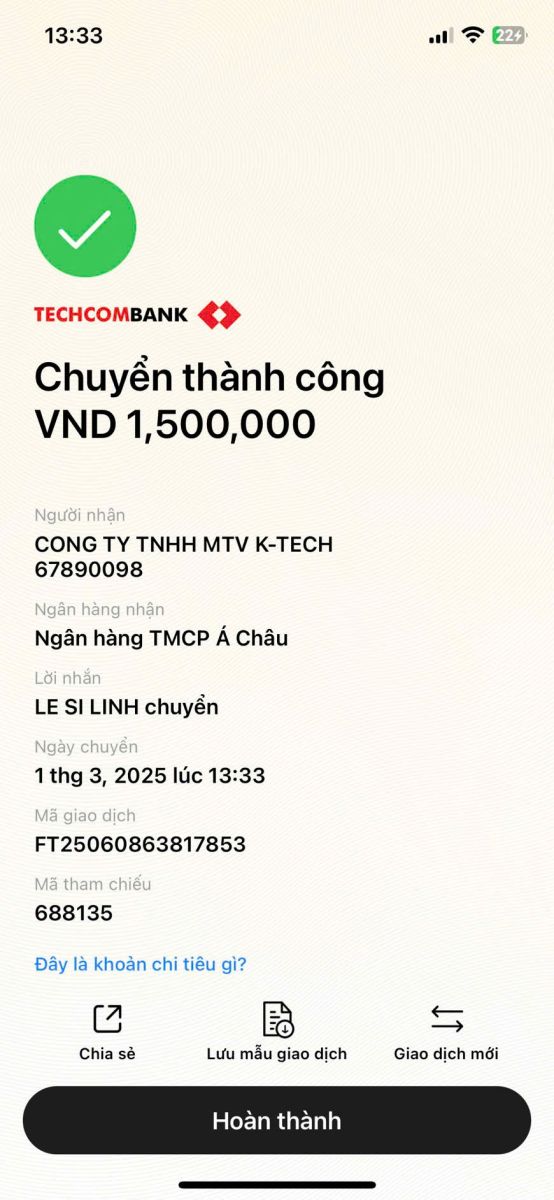 13:33
22
TECHCOMBANK
Chuyển thành công
VND 1,500,000
Người nhận
CONG TY TNHH MTV K-TECH
67890098
Ngân hàng nhận
Ngân hàng TMCP Á Châu
Lời nhắn
LE SI LINH chuyển
Ngày chuyển
1 thg 3, 2025 lúc 13:33
Mã giao dịch
FT25060863817853
Mã tham chiếu
688135
Đây là khoản chi tiêu gì?
Chia sẻ
Lưu mẫu giao dịch
Giao dịch mới
Hoàn thành